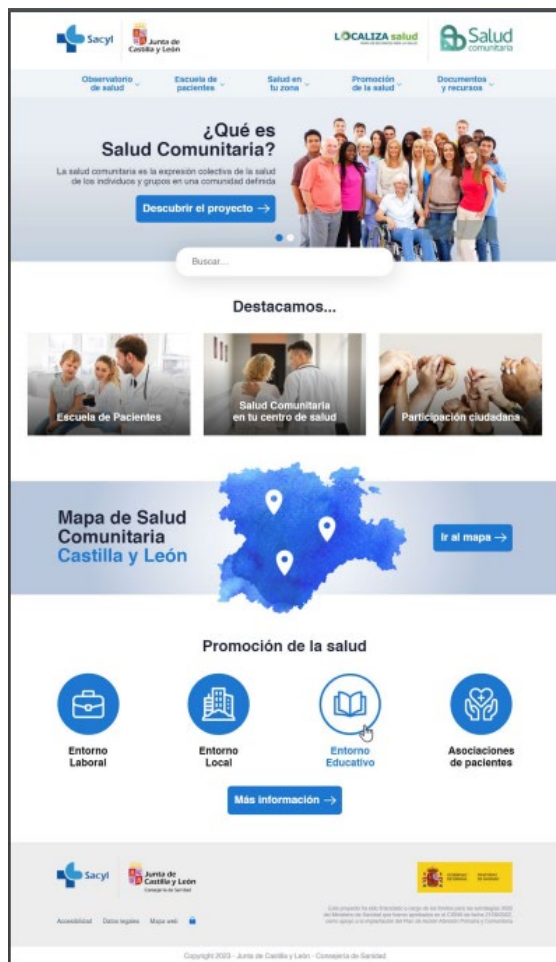 Sacyl
Junta de
Castilla y León
LOCALIZA salud
Salud
comunitaria
Observatorio
de salud
Escuela de
pacientes
Salud en
tu zona
Promoción
de la salud
Documentos
y recursos
¿Qué es
Salud Comunitaria?
La salud comunitaria es la expresión colectiva de la salud
de los individuos y grupos en una comunidad definida
Descubrir el proyecto →
Buscar...
Destacamos...
Escuela de Pacientes
Salud Comunitaria
en tu centro de salud
Participación ciudadana
Mapa de Salud
Comunitaria
Castilla y León
Ir al mapa →
Promoción de la salud
Entorno
Laboral
Entorno
Local
Entorno
Educativo
Asociaciones
de pacientes
Más información →
Sacyl
Junta de
Castilla y León
Consejería de Sanidad
Accesibilidad Datos legales Mapa web
Copyright 2023 - Junta de Castilla y León - Consejería de Sanidad.